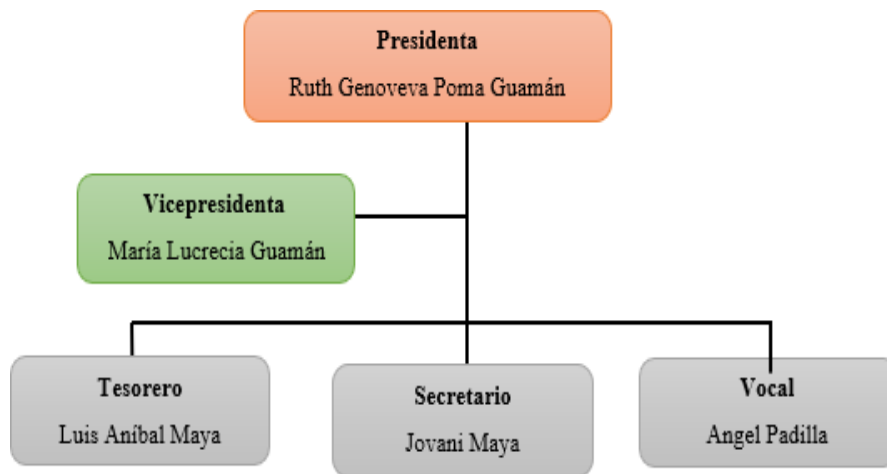 Presidenta
Ruth Genoveva Poma Guamán
Vicepresidenta
María Lucrecia Guamán
Tesorero
Luis Aníbal Maya
Secretario
Jovani Maya
Vocal
Angel Padilla